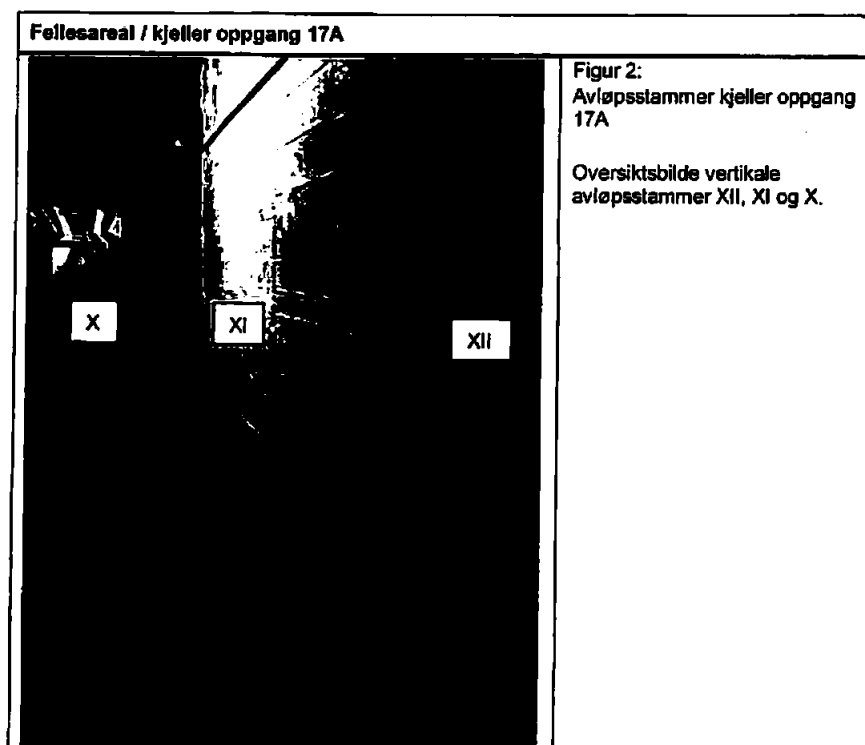 Fellesareal / kjeller oppgang 17A
Figur 2:
Avløpsstammer kjeller oppgang
17A
Oversiktsbilde vertikale
avløpsstammer XII, XI og X.
X
XI
XII